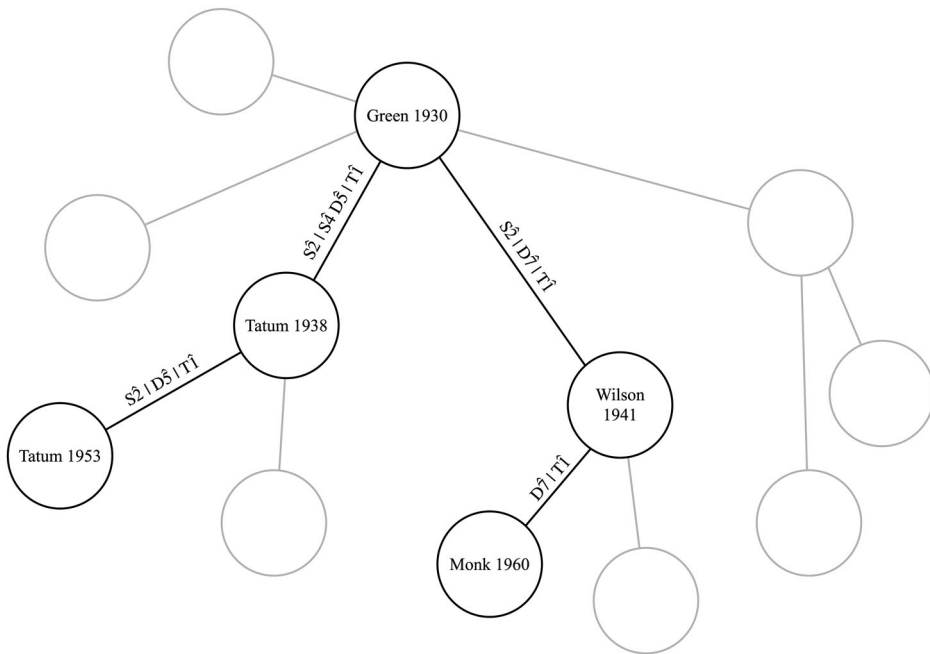 Green 1930
S2̂ | S4̂ D5̂ | T1̂
S2̂ | D7̂ | T1̂
Tatum 1938
S2̂ | D5̂ | T1̂
Wilson
1941
Tatum 1953
D7̂ | T1̂
Monk 1960